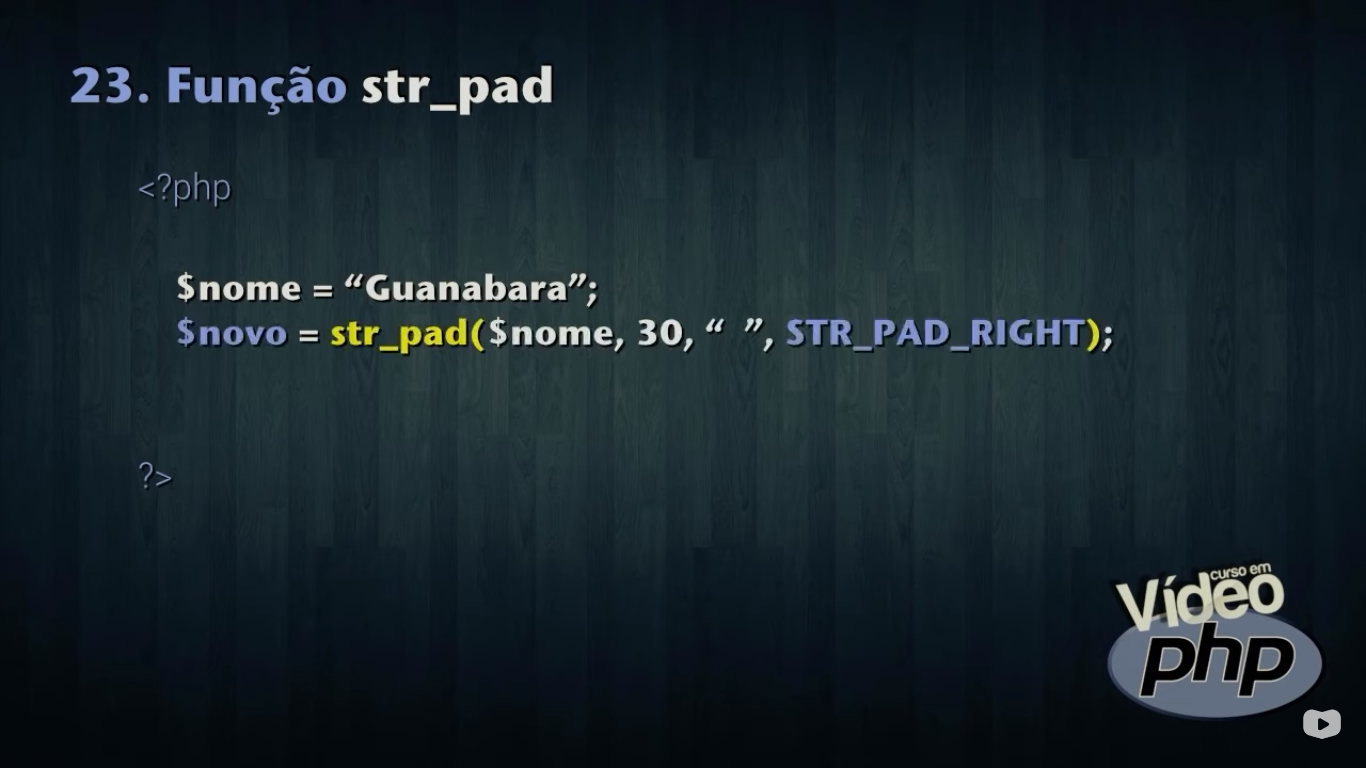 23. Função str_pad
<?php
$nome = “Guanabara”;
$novo = str_pad($nome, 30, “ ”, STR_PAD_RIGHT);
?>
curso em
Vídeo
php